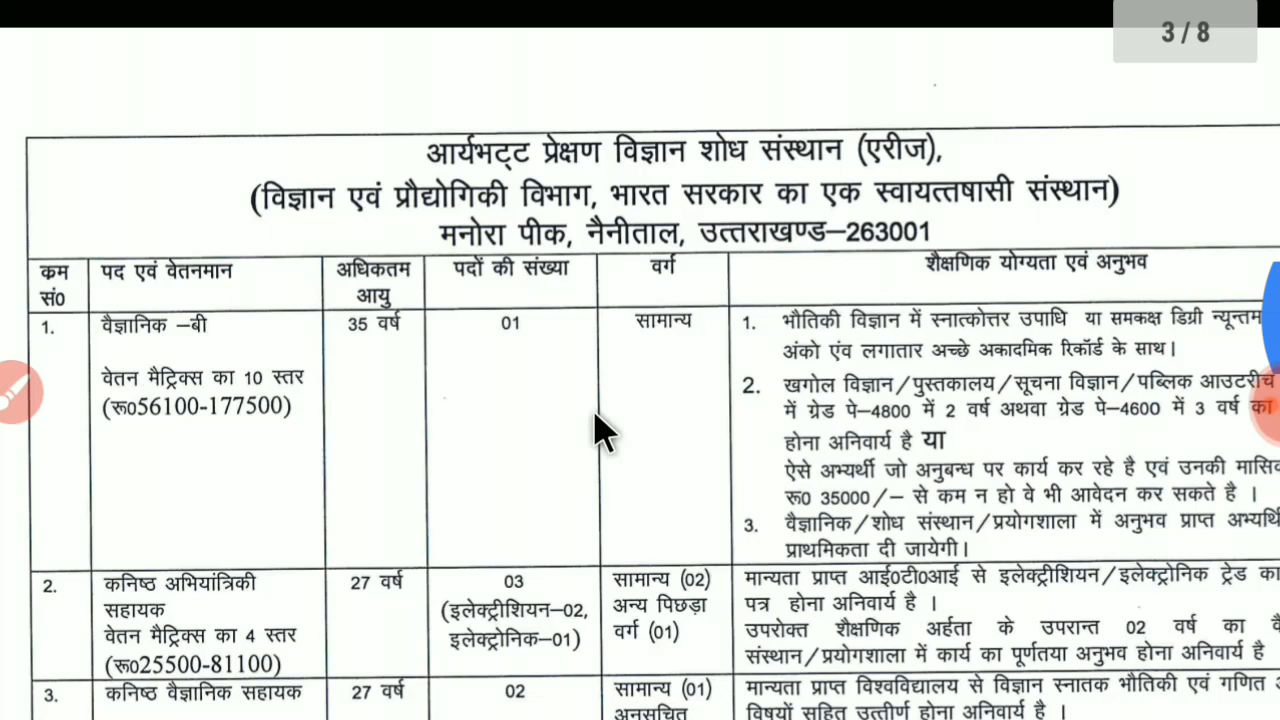 3 / 8
आर्यभट्ट प्रेक्षण विज्ञान शोध संस्थान (एरीज),
(विज्ञान एवं प्रौद्योगिकी विभाग, भारत सरकार का एक स्वायत्तषासी संस्थान)
मनोरा पीक, नैनीताल, उत्तराखण्ड–263001
कम सं0
पद एवं वेतनमान
अधिकतम आयु
पदों की संख्या
वर्ग
शैक्षणिक योग्यता एवं अनुभव
1.
वैज्ञानिक –बी
वेतन मैट्रिक्स का 10 स्तर
(रू056100-177500)
35 वर्ष
01
सामान्य
1. भौतिकी विज्ञान में स्नात्कोत्तर उपाधि या समकक्ष डिग्री न्यून्तम
अंको एंव लगातार अच्छे अकादमिक रिकॉर्ड के साथ।
2. खगोल विज्ञान/पुस्तकालय/सूचना विज्ञान/पब्लिक आउटरीच
में ग्रेड पे–4800 में 2 वर्ष अथवा ग्रेड पे–4600 में 3 वर्ष का
होना अनिवार्य है या
ऐसे अभ्यर्थी जो अनुबन्ध पर कार्य कर रहे है एवं उनकी
रू0 35000/– से कम न हो वे भी आवेदन कर सकते है ।
3. वैज्ञानिक/शोध संस्थान/प्रयोगशाला में अनुभव प्राप्त
प्राथमिकता दी जायेगी।
2.
कनिष्ठ अभियांत्रिकी
सहायक
वेतन मैट्रिक्स का 4 स्तर
(रू025500-81100)
27 वर्ष
03
(इलेक्ट्रीशियन–02,
इलेक्ट्रोनिक–01)
सामान्य (02)
अन्य पिछड़ा
वर्ग (01)
मान्यता प्राप्त आई0टी0आई से इलेक्ट्रीशियन/इलेक्ट्रोनिक ट्रेड का
पत्र होना अनिवार्य है ।
उपरोक्त शैक्षणिक अर्हता के उपरान्त 02 वर्ष का
संस्थान/प्रयोगशाला में कार्य का पूर्णतया अनुभव होना अनिवार्य है
3.
कनिष्ठ वैज्ञानिक सहायक
27 वर्ष
02
सामान्य (01)
अनुसूचित
मान्यता प्राप्त विश्वविद्यालय से विज्ञान स्नातक भौतिकी एवं गणित
विषयों सहित उत्तीर्ण होना अनिवार्य है ।